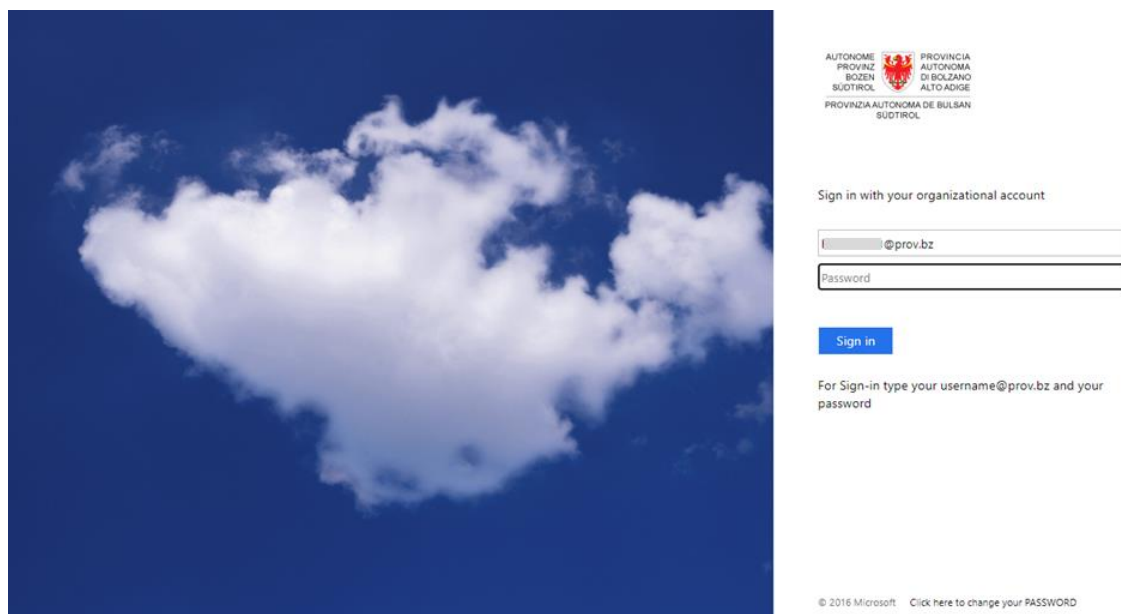 AUTONOME PROVINCIA
PROVINZ AUTONOMA
BOZEN DI BOLZANO
SÜDTIROL ALTO ADIGE
PROVINZIA AUTONOMA DE BULSAN
SÜDTIROL
Sign in with your organizational account
@prov.bz
Password
Sign in
For Sign-in type your username@prov.bz and your
password
© 2016 Microsoft Click here to change your PASSWORD